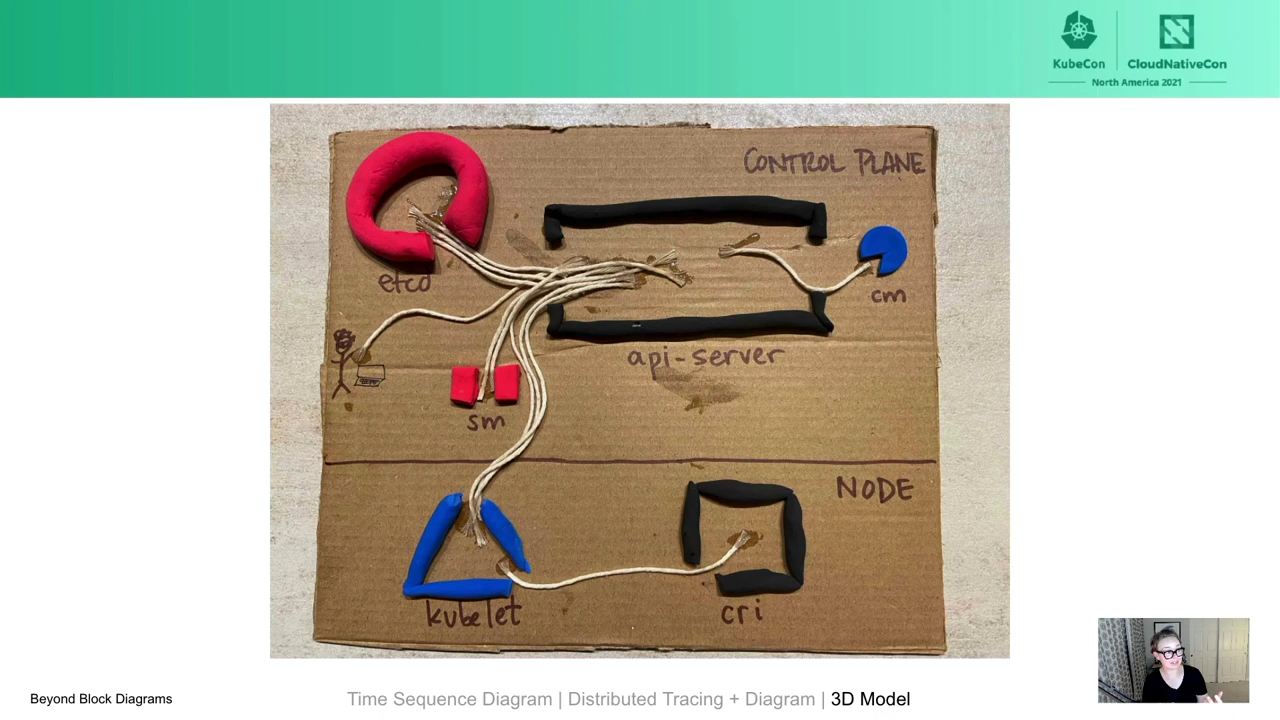 KubeCon
CloudNativeCon
North America 2021
CONTROL PLANE
etcd
cm
api-server
sm
NODE
kubelet
cri
Beyond Block Diagrams
Time Sequence Diagram | Distributed Tracing + Diagram | 3D Model